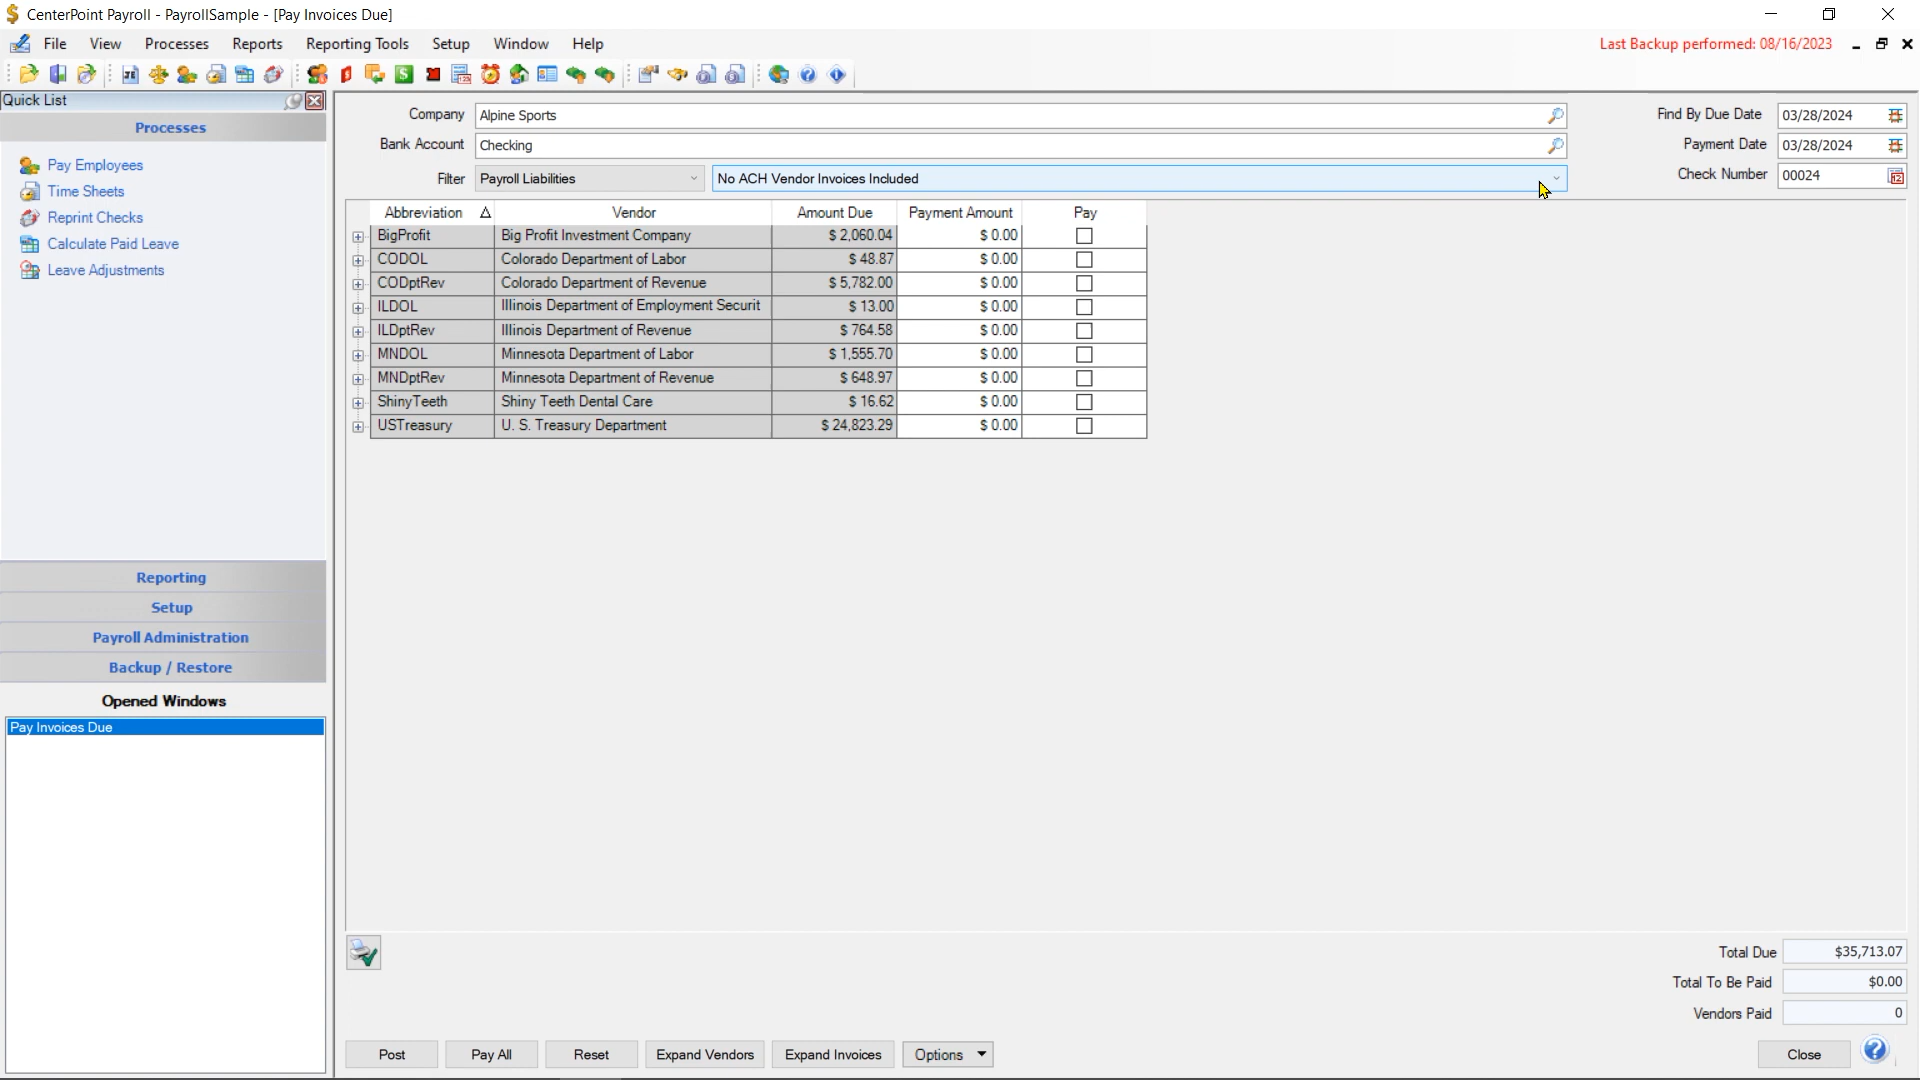 CenterPoint Payroll - PayrollSample - [Pay Invoices Due]
File View Processes Reports Reporting Tools Setup Window Help
Last Backup performed: 08/16/2023
Quick List
Processes
Pay Employees
Time Sheets
Reprint Checks
Calculate Paid Leave
Leave Adjustments
Reporting
Setup
Payroll Administration
Backup / Restore
Opened Windows
Pay Invoices Due
Company Alpine Sports
Find By Due Date 03/28/2024
Bank Account Checking
Payment Date 03/28/2024
Filter Payroll Liabilities No ACH Vendor Invoices Included
Check Number 00024
Abbreviation Vendor Amount Due Payment Amount Pay
BigProfit Big Profit Investment Company $ 2,060.04 $ 0.00
CODOL Colorado Department of Labor $ 48.87 $ 0.00
CODptRev Colorado Department of Revenue $ 5,782.00 $ 0.00
ILDOL Illinois Department of Employment Securit $ 13.00 $ 0.00
ILDptRev Illinois Department of Revenue $ 764.58 $ 0.00
MNDOL Minnesota Department of Labor $ 1,555.70 $ 0.00
MNDptRev Minnesota Department of Revenue $ 648.97 $ 0.00
ShinyTeeth Shiny Teeth Dental Care $ 16.62 $ 0.00
USTreasury U. S. Treasury Department $ 24,823.29 $ 0.00
Total Due $35,713.07
Total To Be Paid $0.00
Vendors Paid 0
Post Pay All Reset Expand Vendors Expand Invoices Options Close